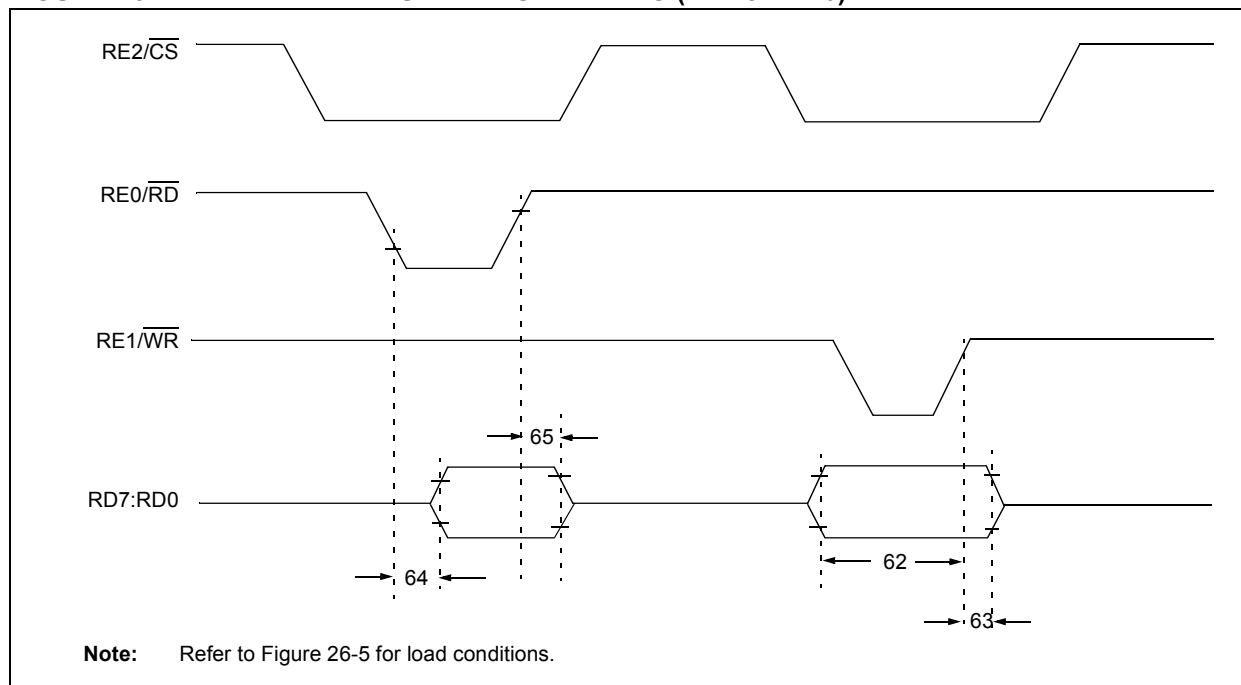 RE2/CS
RE0/RD
RE1/WR
65
RD7:RD0
62
64
63
Note: Refer to Figure 26-5 for load conditions.